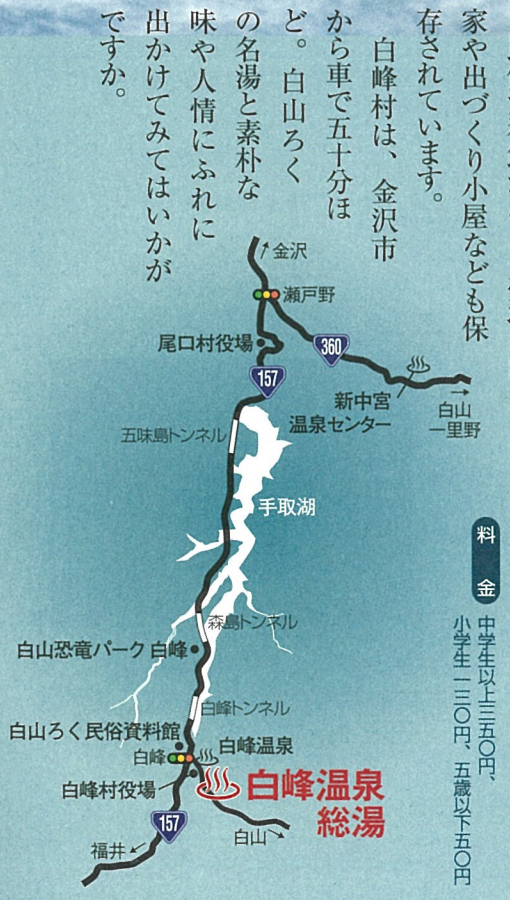 家や出づくり小屋なども保
存されています。
白峰村は、金沢市
から車で五十分ほ
ど。白山ろく
の名湯と素朴な
味や人情にふれに
出かけてみてはいかが
ですか。
金沢
瀬戸野
尾口村役場
360
157
新中宮
温泉センター
白山
一里野
五味島トンネル
手取湖
料金
中学生以上三五〇円、
小学生一三〇円、五歳以下五〇円
森島トンネル
白山恐竜パーク 白峰
白峰トンネル
白山ろく民俗資料館
白峰温泉
白峰
白峰村役場
白峰温泉
総湯
157
白山
福井